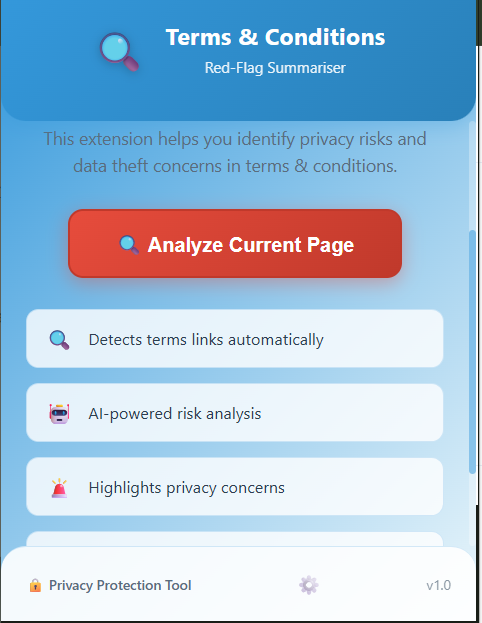 Terms & Conditions
Red-Flag Summariser
This extension helps you identify privacy risks and
data theft concerns in terms & conditions.
Analyze Current Page
Detects terms links automatically
AI-powered risk analysis
Highlights privacy concerns
Privacy Protection Tool
v1.0